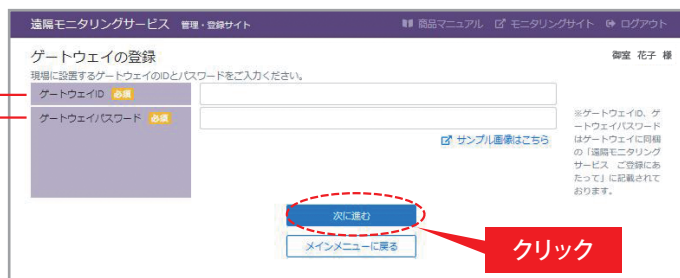 遠隔モニタリングサービス 管理・登録サイト 商品マニュアル モニタリングサイト ログアウト
ゲートウェイの登録 御室 花子 様
現場に設置するゲートウェイのIDとパスワードをご入力ください。
ゲートウェイID 必須
ゲートウェイパスワード 必須
サンプル画像はこちら
※ゲートウェイID、ゲ
ートウェイパスワード
はゲートウェイに同梱
の「遠隔モニタリング
サービス ご登録にあ
たって」に記載されて
おります。
次に進む
メインメニューに戻る
クリック